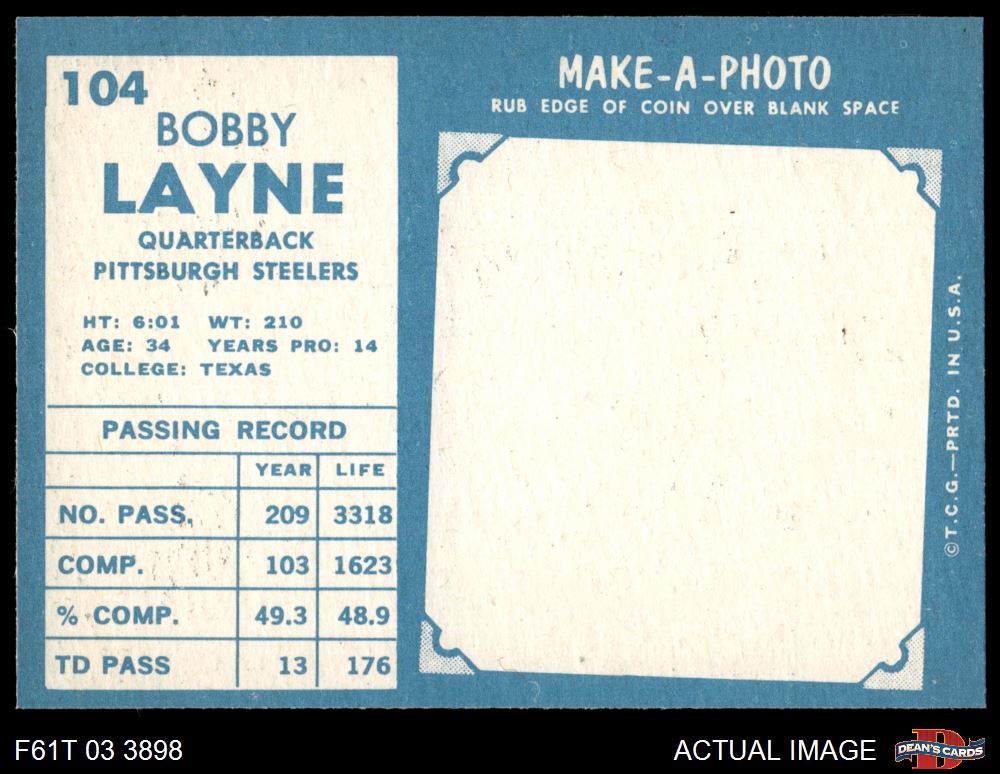 104
BOBBY
LAYNE
QUARTERBACK
PITTSBURGH STEELERS
HT: 6:01 WT: 210
AGE: 34 YEARS PRO: 14
COLLEGE: TEXAS
PASSING RECORD
YEAR LIFE
NO. PASS. 209 3318
COMP. 103 1623
% COMP. 49.3 48.9
TD PASS 13 176
MAKE-A-PHOTO
RUB EDGE OF COIN OVER BLANK SPACE
©T.C.G.—PRTD. IN U.S.A.
F61T 03 3898
ACTUAL IMAGE
D
DEAN'S CARDS